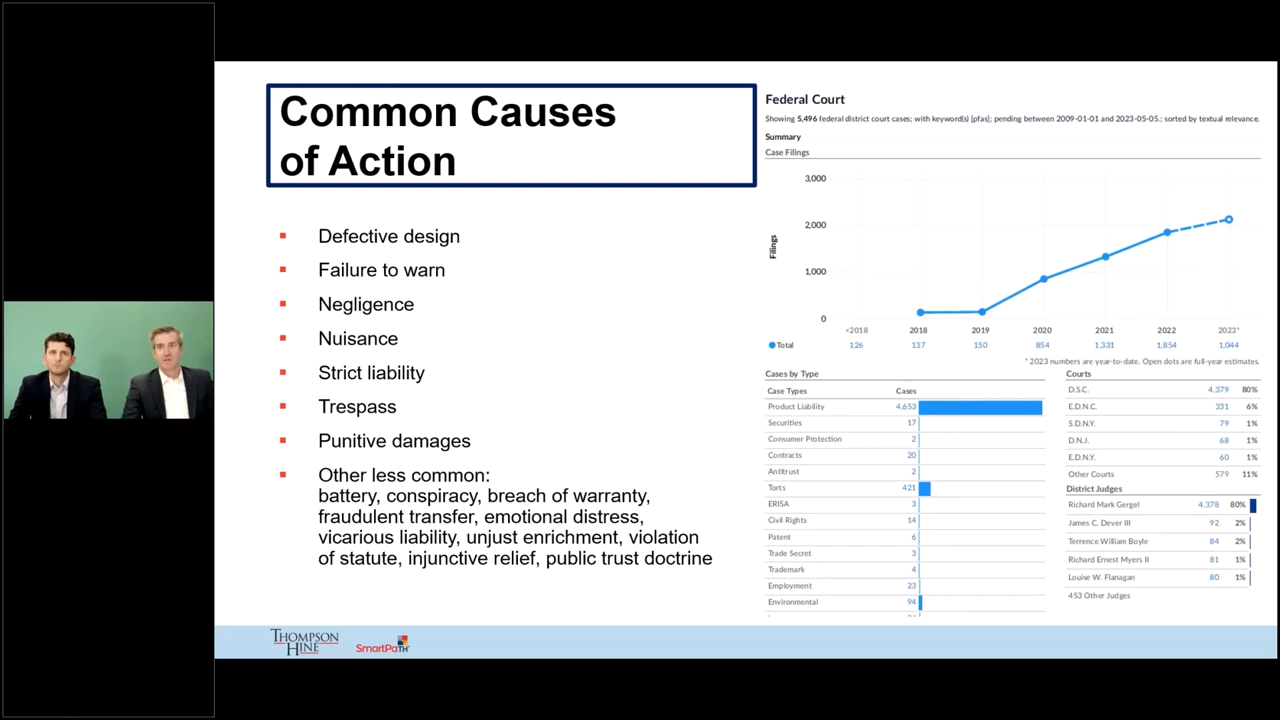 Common Causes
of Action
Defective design
Failure to warn
Negligence
Nuisance
Strict liability
Trespass
Punitive damages
Other less common:
battery, conspiracy, breach of warranty,
fraudulent transfer, emotional distress,
vicarious liability, unjust enrichment, violation
of statute, injunctive relief, public trust doctrine
Federal Court
Showing 5,496 federal district court cases; with keyword(s) [pfas]; pending between 2009-01-01 and 2023-05-05.; sorted by textual relevance.
Summary
Case Filings
3,000
2,000
1,000
0
Filings
<2018 2018 2019 2020 2021 2022 2023*
Total 126 137 150 854 1,331 1,854 1,044
* 2023 numbers are year-to-date. Open dots are full-year estimates.
Cases by Type
Case Types Cases
Product Liability 4,653
Securities 17
Consumer Protection 2
Contracts 20
Antitrust 2
Torts 421
ERISA 3
Civil Rights 14
Patent 6
Trade Secret 3
Trademark 4
Employment 23
Environmental 94
Courts
D.S.C. 4,379 80%
E.D.N.C. 331 6%
S.D.N.Y. 79 1%
D.N.J. 68 1%
E.D.N.Y. 60 1%
Other Courts 579 11%
District Judges
Richard Mark Gergel 4,378 80%
James C. Dever III 92 2%
Terrence William Boyle 84 2%
Richard Ernest Myers II 81 1%
Louise W. Flanagan 80 1%
453 Other Judges
THOMPSON
HINE
SmartPaTH